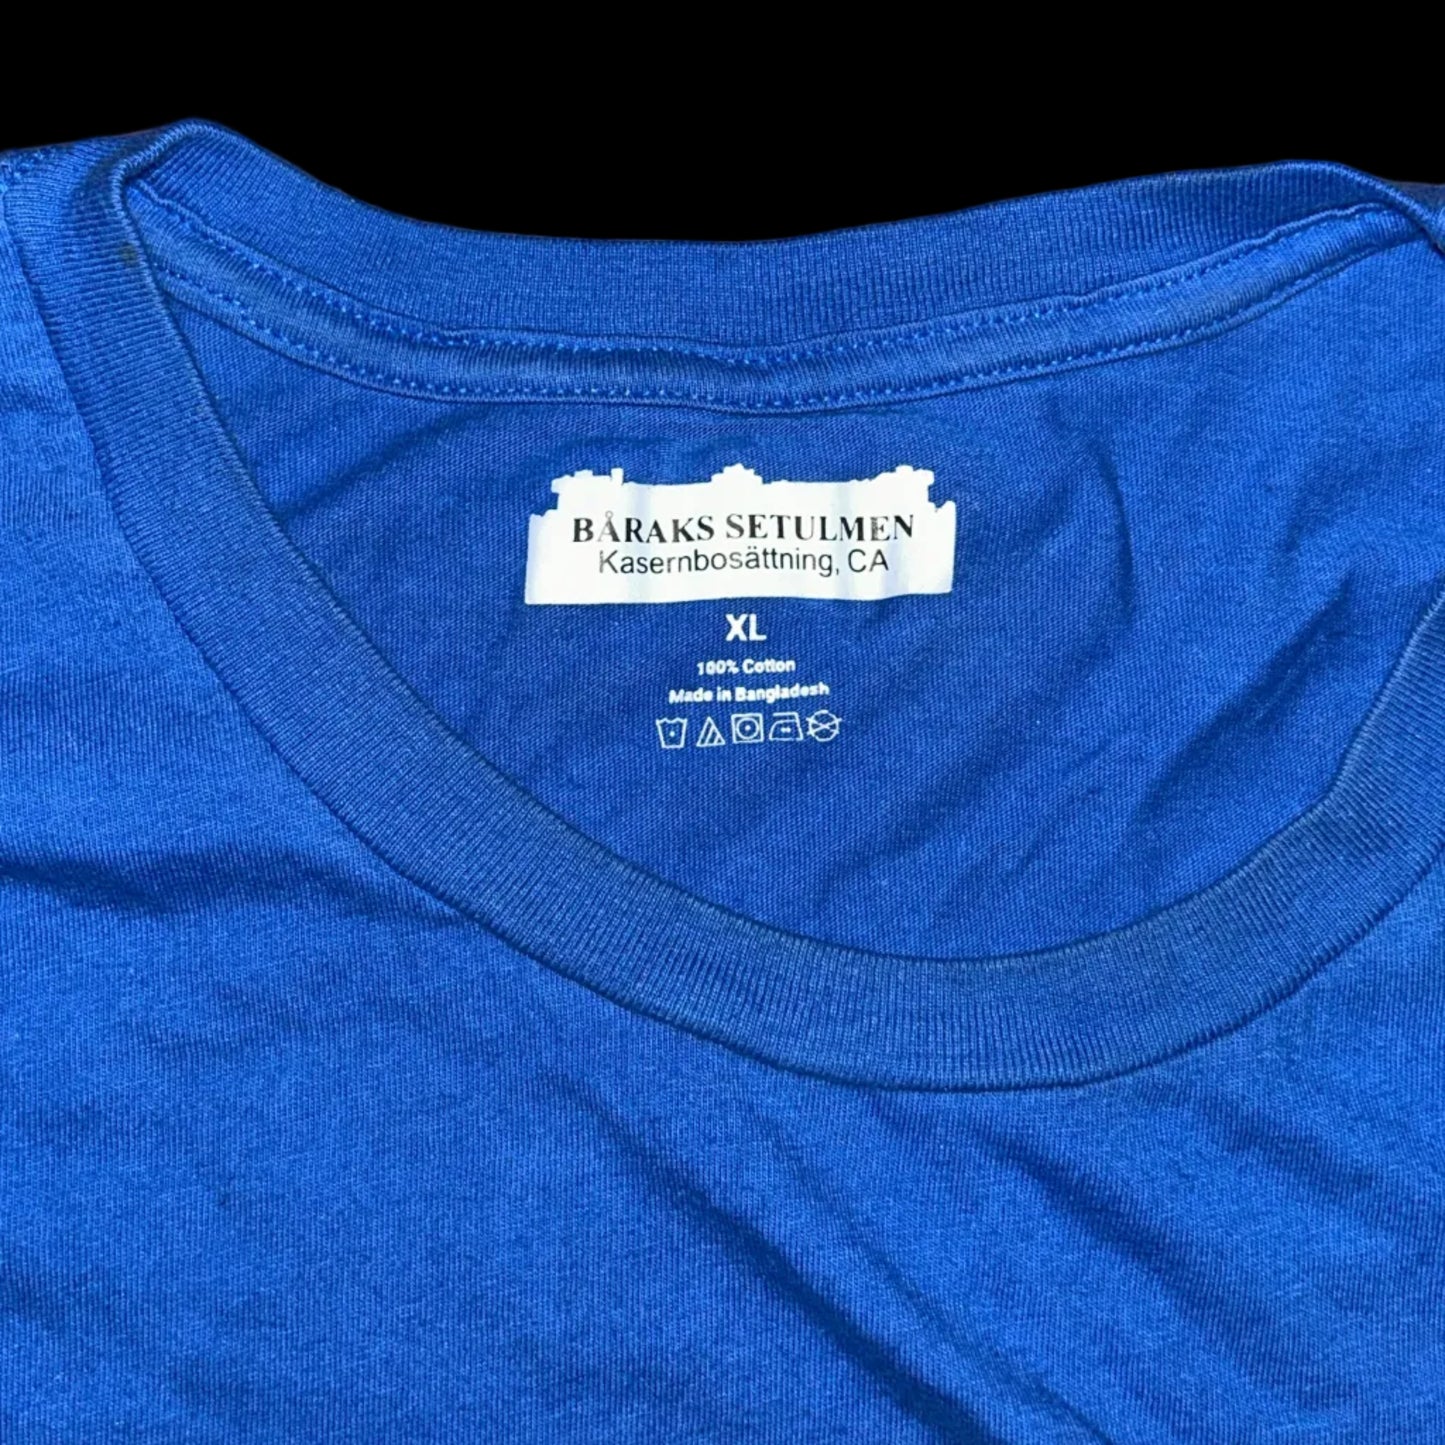 BÅRAKS SETULMEN
Kasernbosättning, CA
XL
100% Cotton
Made in Bangladesh